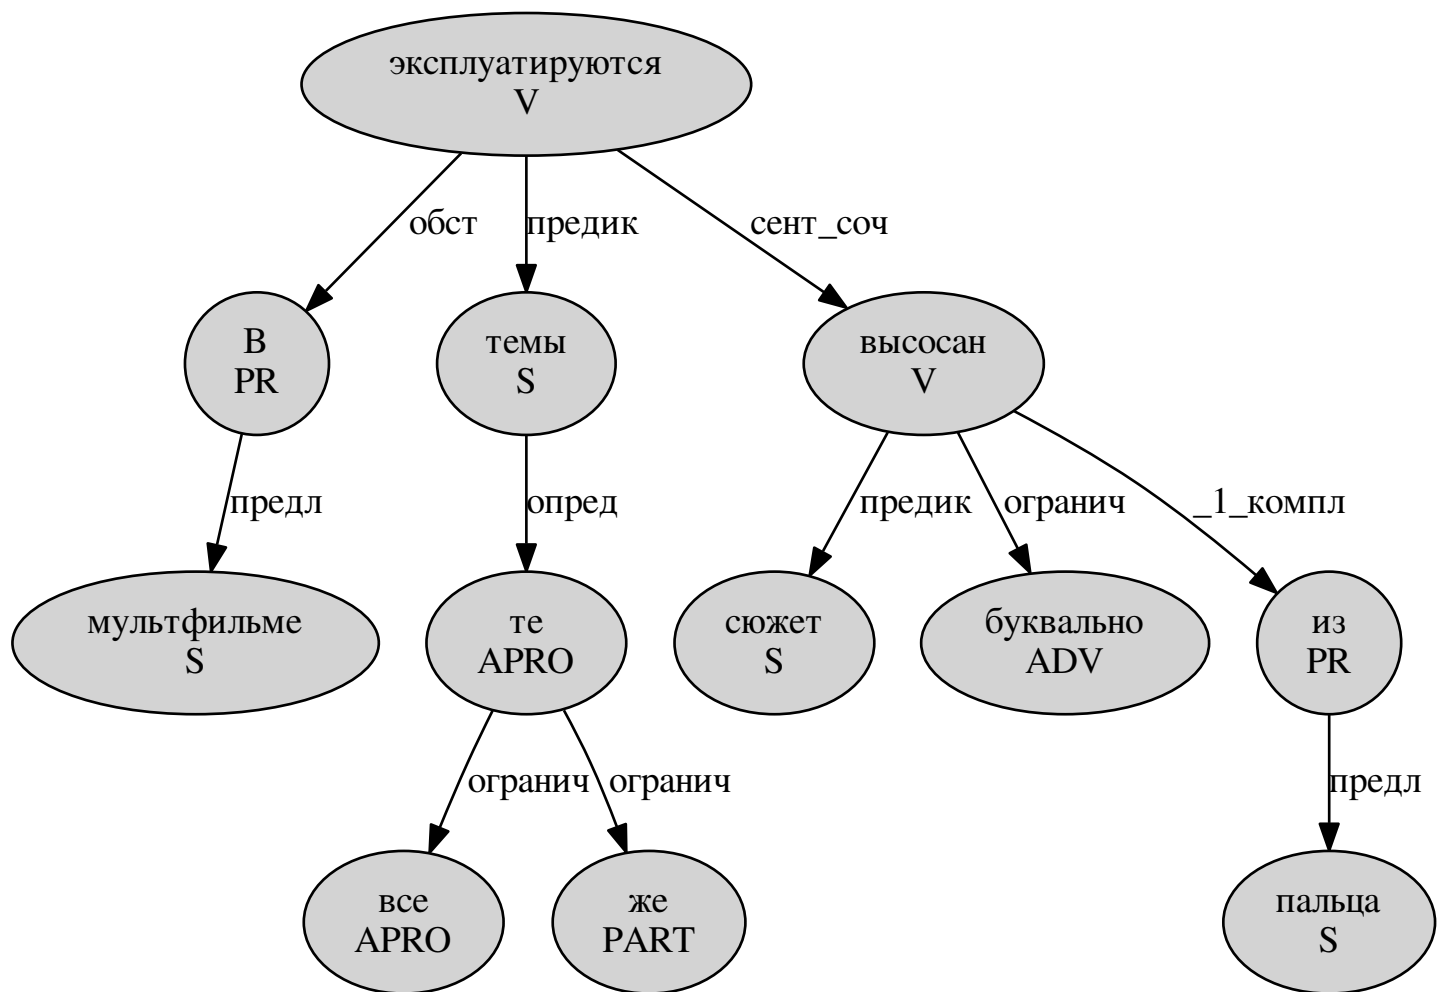 эксплуатируются
V
обст
предик
сент_соч
В
PR
темы
S
высосан
V
предл
опред
предик
огранич
_1_компл
мультфильме
S
те
APRO
сюжет
S
буквально
ADV
из
PR
огранич
огранич
предл
все
APRO
же
PART
пальца
S